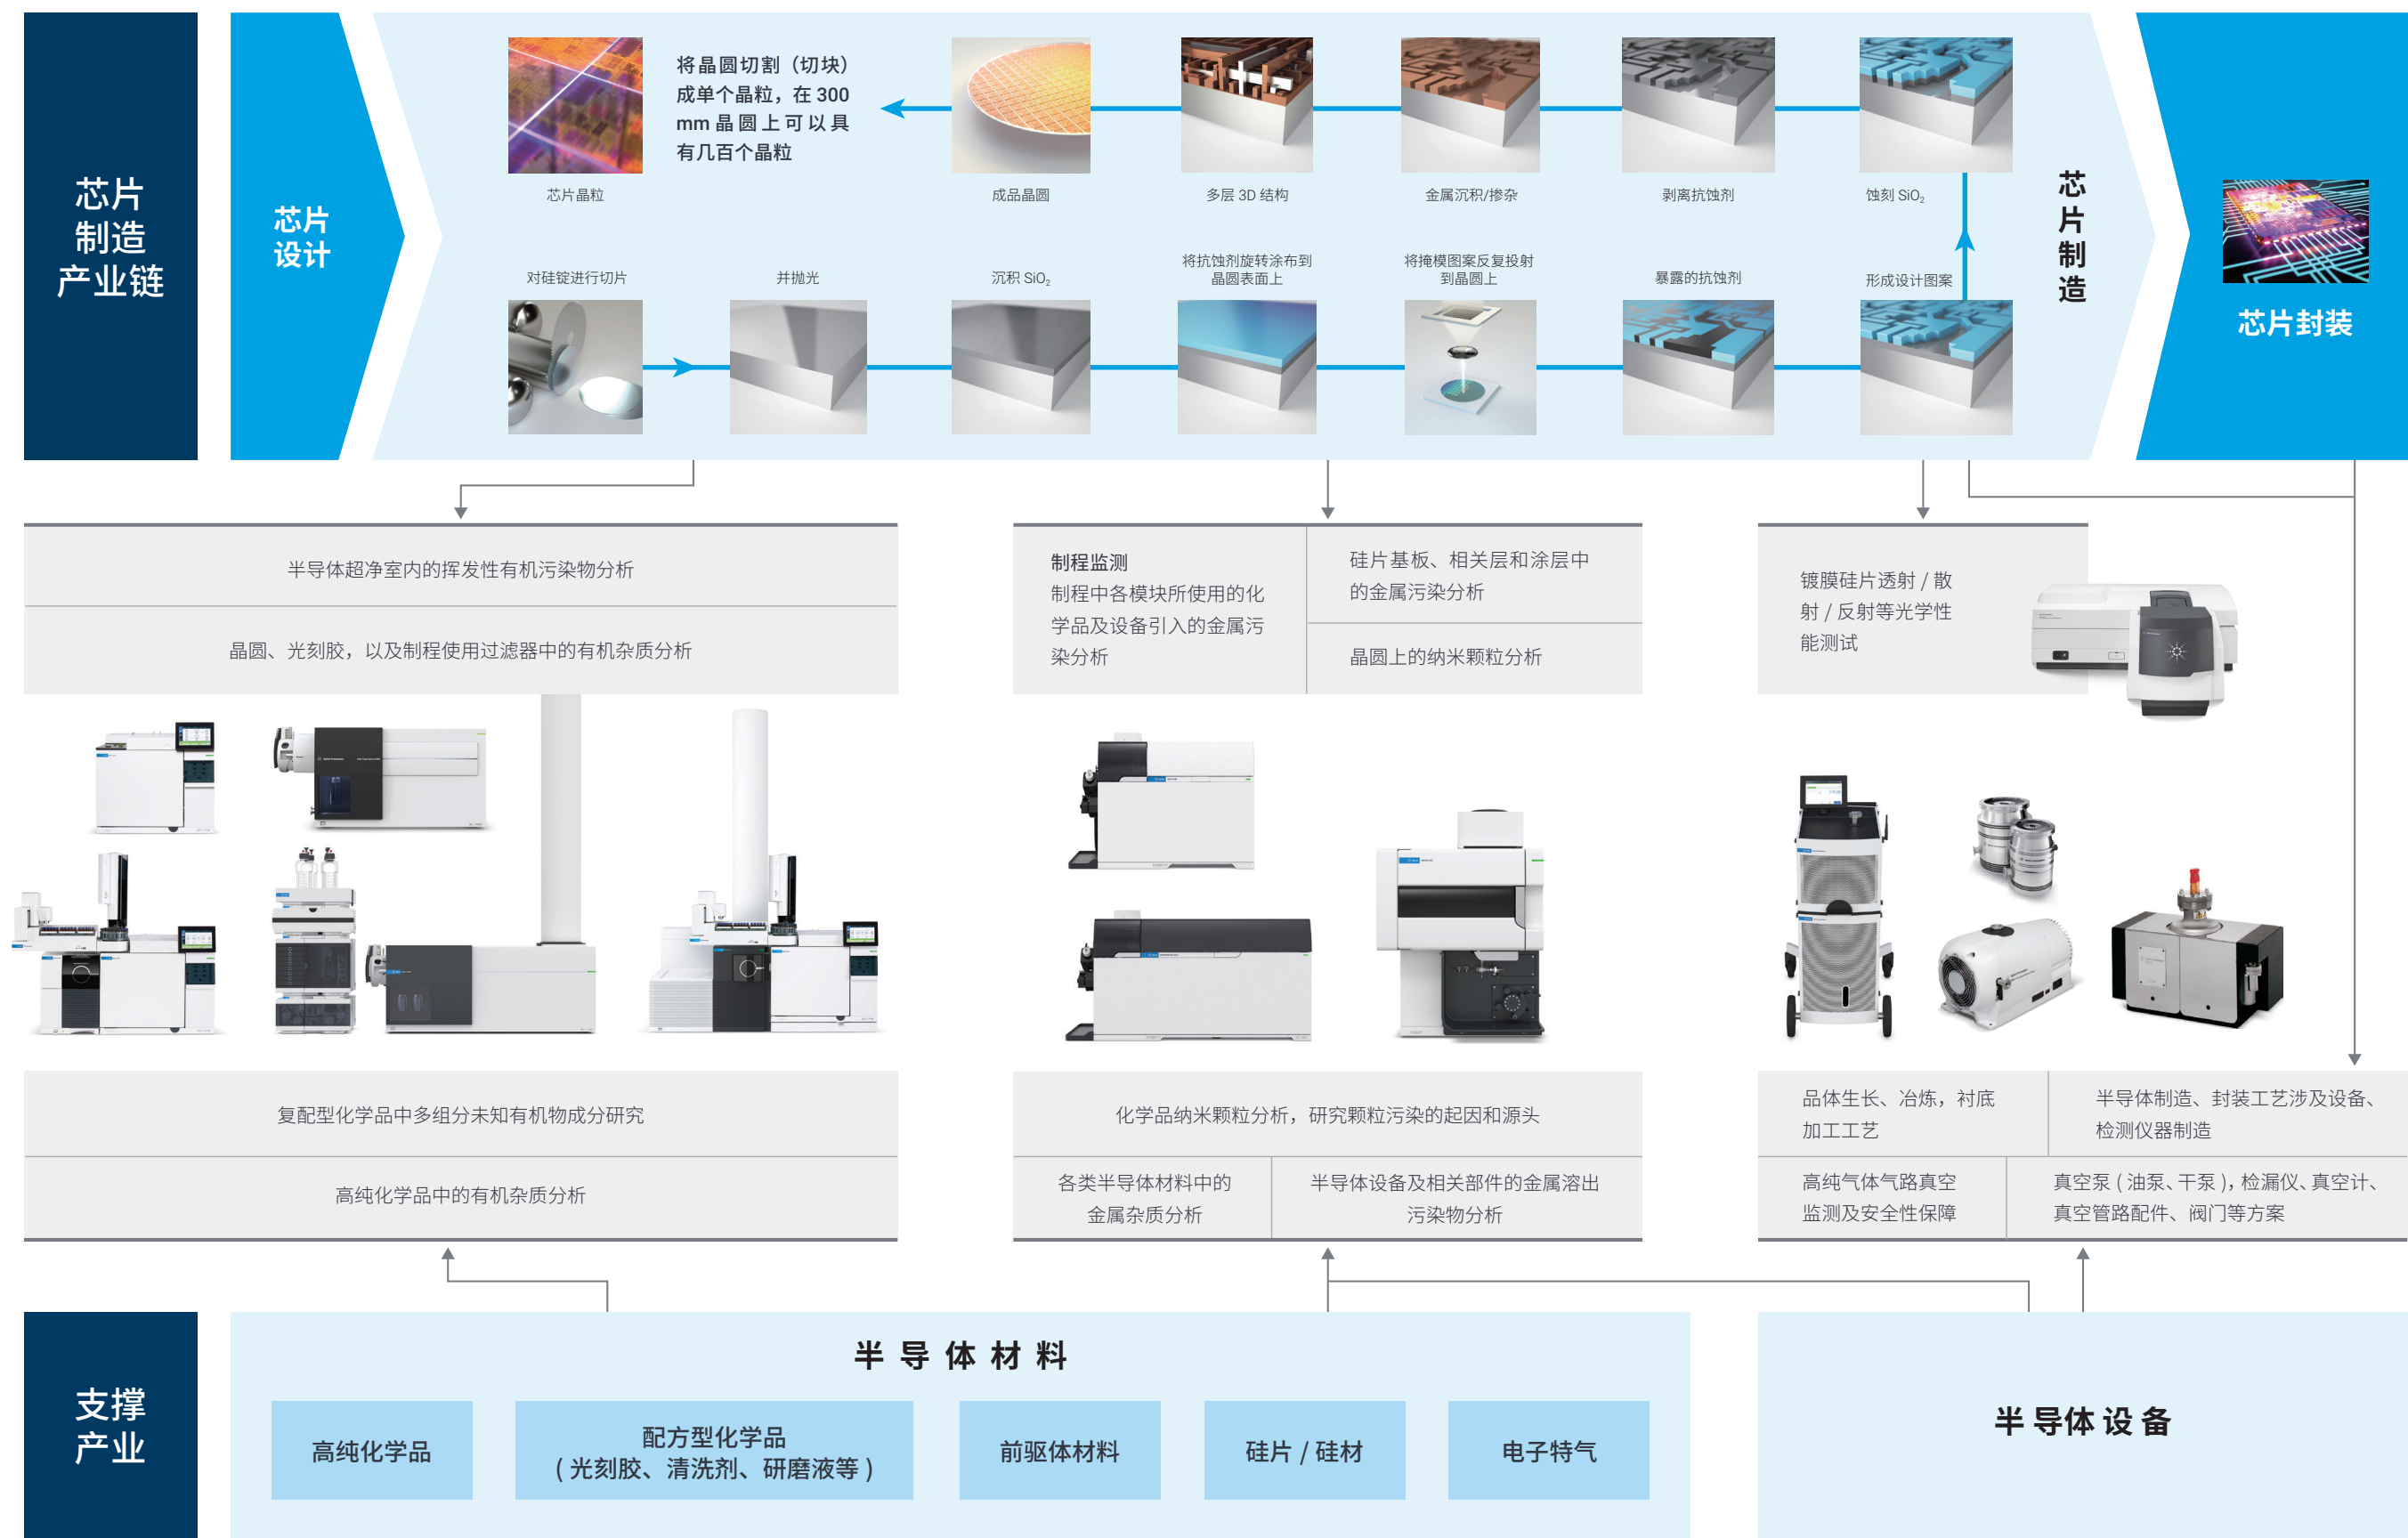 芯片
制造
产业链
芯片
设计
将晶圆切割（切块）
成单个晶粒，在 300
mm 晶圆上可以具
有几百个晶粒
芯片晶粒
成品晶圆
多层 3D 结构
金属沉积/掺杂
剥离抗蚀剂
蚀刻 SiO₂
对硅锭进行切片
并抛光
沉积 SiO₂
将抗蚀剂旋转涂布到
晶圆表面上
将掩模图案反复投射
到晶圆上
暴露的抗蚀剂
形成设计图案
芯片制造
芯片封装
半导体超净室内的挥发性有机污染物分析
晶圆、光刻胶，以及制程使用过滤器中的有机杂质分析
制程监测
制程中各模块所使用的化
学品及设备引入的金属污
染分析
硅片基板、相关层和涂层中
的金属污染分析
晶圆上的纳米颗粒分析
镀膜硅片透射 / 散
射 / 反射等光学性
能测试
复配型化学品中多组分未知有机物成分研究
高纯化学品中的有机杂质分析
化学品纳米颗粒分析，研究颗粒污染的起因和源头
各类半导体材料中的
金属杂质分析
半导体设备及相关部件的金属溶出
污染物分析
品体生长、冶炼，衬底
加工工艺
半导体制造、封装工艺涉及设备、
检测仪器制造
高纯气体气路真空
监测及安全性保障
真空泵 ( 油泵、干泵 )，检漏仪、真空计、
真空管路配件、阀门等方案
支撑
产业
半导体材料
高纯化学品
配方型化学品
( 光刻胶、清洗剂、研磨液等 )
前驱体材料
硅片 / 硅材
电子特气
半导体设备